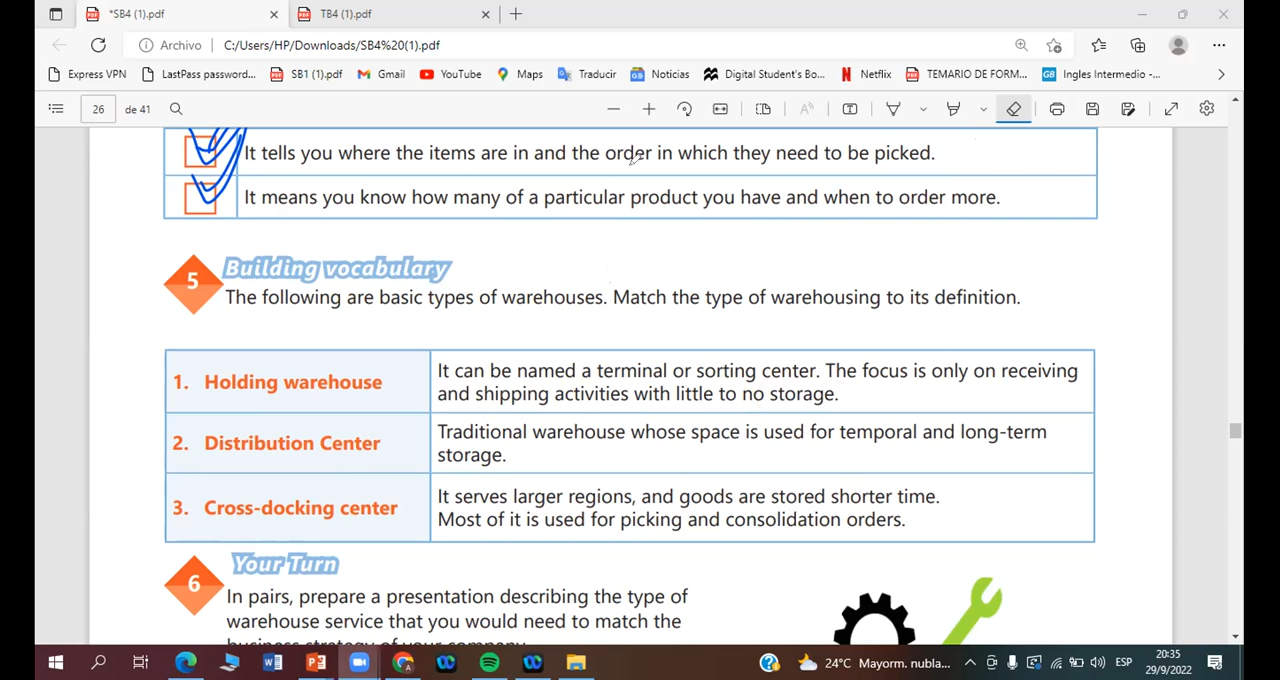 *SB4 (1).pdf
TB4 (1).pdf
Archivo
C:/Users/HP/Downloads/SB4%20(1).pdf
Express VPN
LastPass password...
SB1 (1).pdf
Gmail
YouTube
Maps
Traducir
Noticias
Digital Student's Bo...
Netflix
TEMARIO DE FORM...
Ingles Intermedio -...
26 de 41
It tells you where the items are in and the order in which they need to be picked.
It means you know how many of a particular product you have and when to order more.
5 Building vocabulary
The following are basic types of warehouses. Match the type of warehousing to its definition.
1. Holding warehouse
It can be named a terminal or sorting center. The focus is only on receiving
and shipping activities with little to no storage.
2. Distribution Center
Traditional warehouse whose space is used for temporal and long-term
storage.
3. Cross-docking center
It serves larger regions, and goods are stored shorter time.
Most of it is used for picking and consolidation orders.
6 Your Turn
In pairs, prepare a presentation describing the type of
warehouse service that you would need to match the
business strategy of your company.
24°C Mayorm. nubla...
ESP
20:35
29/9/2022